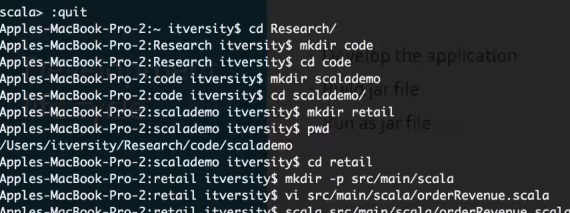 scala> :quit
Apples-MacBook-Pro-2:~ itversity$ cd Research/
Apples-MacBook-Pro-2:Research itversity$ mkdir code
Apples-MacBook-Pro-2:Research itversity$ cd code
Develop the application
Apples-MacBook-Pro-2:code itversity$ mkdir scalademo
Build jar file
Apples-MacBook-Pro-2:code itversity$ cd scalademo/
Apples-MacBook-Pro-2:scalademo itversity$ mkdir retail
Run as jar file
Apples-MacBook-Pro-2:scalademo itversity$ pwd
/Users/itversity/Research/code/scalademo
Apples-MacBook-Pro-2:scalademo itversity$ cd retail
Apples-MacBook-Pro-2:retail itversity$ mkdir -p src/main/scala
Apples-MacBook-Pro-2:retail itversity$ vi src/main/scala/orderRevenue.scala
Apples-MacBook-Pro-2:retail itversity$ scala src/main/scala/orderRevenue.scala